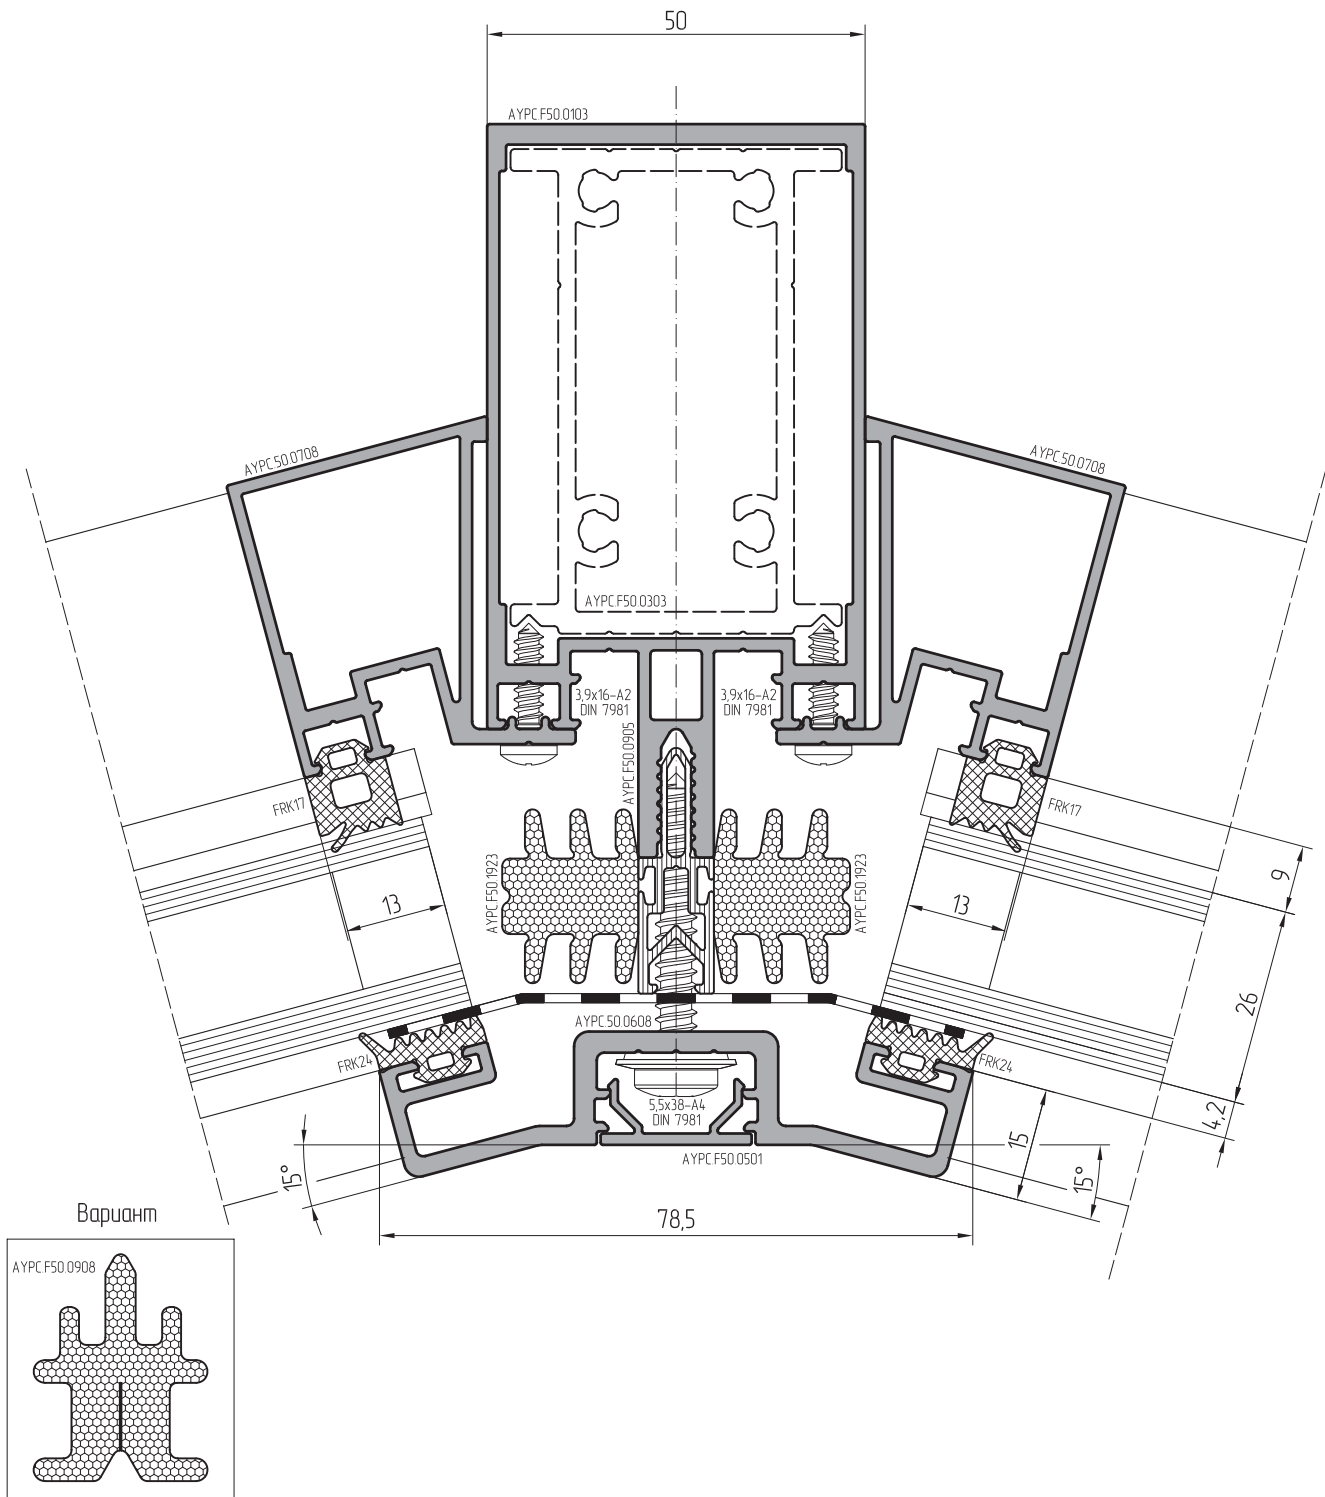 50
AYPC.F50.0103
AYPC.50.0708
AYPC.50.0708
AYPC.F50.0303
3,9x16-A2
DIN 7981
3,9x16-A2
DIN 7981
AYPC.F50.0905
FRK17
FRK17
AYPC.F50.1923
AYPC.F50.1923
13
13
9
26
AYPC.50.0608
FRK24
FRK24
5,5x38-A4
DIN 7981
AYPC.F50.0501
4,2
15
15°
15°
78,5
Вариант
AYPC.F50.0908